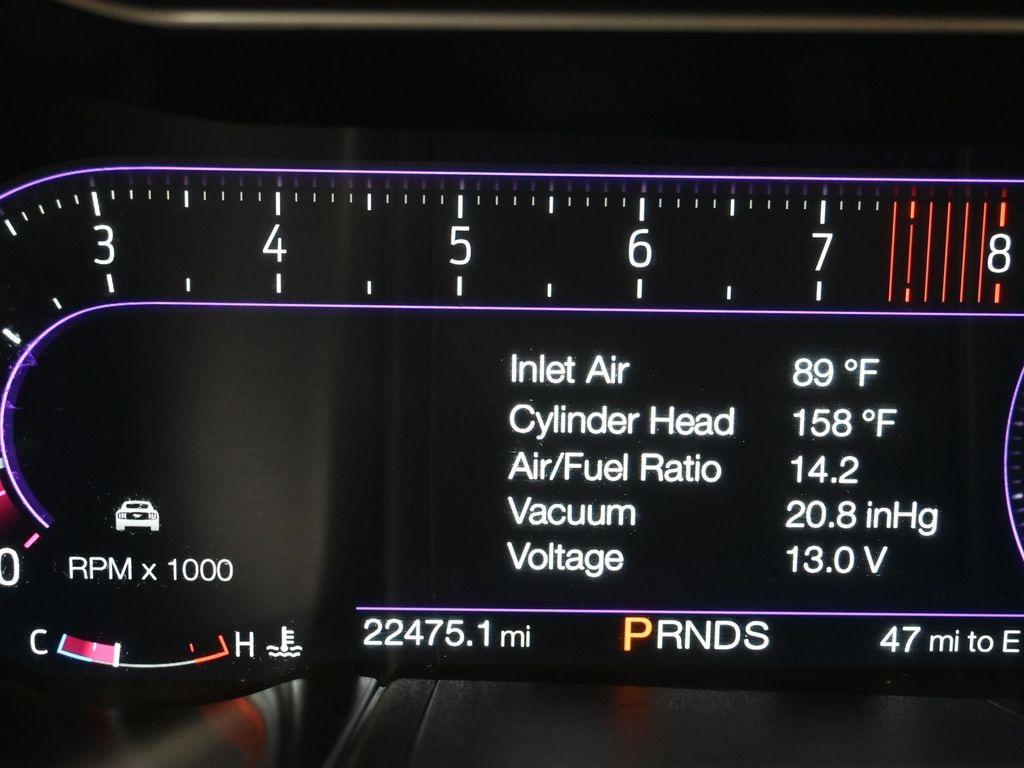 3 4 5 6 7 8
Inlet Air 89 °F
Cylinder Head 158 °F
Air/Fuel Ratio 14.2
Vacuum 20.8 inHg
Voltage 13.0 V
0
RPM x 1000
C H
22475.1 mi PRNDS 47 mi to E